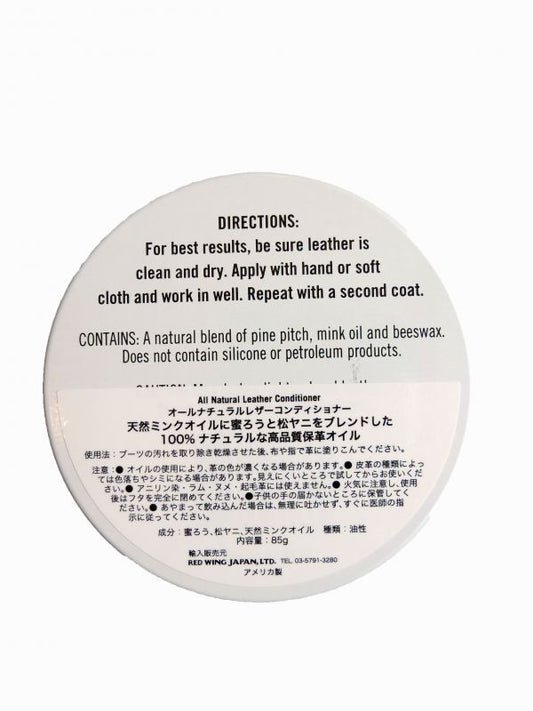 DIRECTIONS:
For best results, be sure leather is
clean and dry. Apply with hand or soft
cloth and work in well. Repeat with a second coat.
CONTAINS: A natural blend of pine pitch, mink oil and beeswax.
Does not contain silicone or petroleum products.
All Natural Leather Conditioner
オールナチュラルレザーコンディショナー
天然ミンクオイルに蜜ろうと松ヤニをブレンドした
100% ナチュラルな高品質保革オイル
使用法：ブーツの汚れを取り除き乾燥させた後、布や指で革に塗りこんでください。
注意：● オイルの使用により、革の色が濃くなる場合があります。● 皮革の種類によっ
ては色落ちやシミになる場合があります。見えにくいところで試してからお使いくだ
さい。● アニリン染・ラム・ヌメ・起毛革には使えません。● 火気に注意し、使用
後はフタを完全に閉めてください。●子供の手の届かないところに保管してく
ださい。● あやまって飲み込んだ場合は、無理に吐かせず、すぐに医師の指
示に従ってください。
成分：蜜ろう、松ヤニ、天然ミンクオイル　種類：油性
内容量：85g
輸入販売元
RED WING JAPAN, LTD. TEL 03-5791-3280
アメリカ製